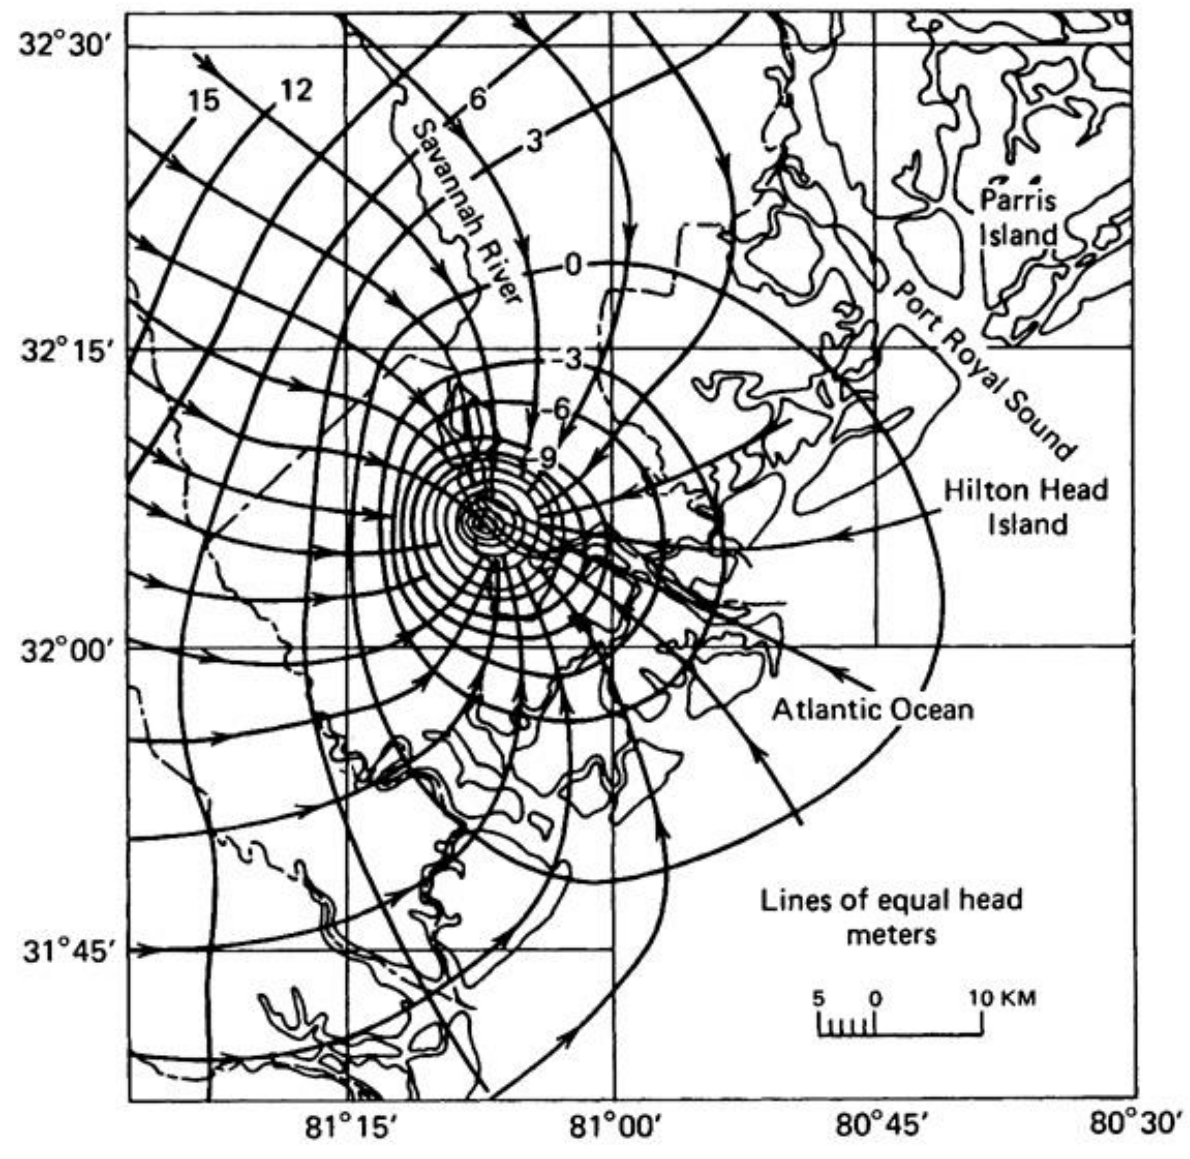 32°30′
15
12
6
3
Savannah River
Parris
Island
0
Port Royal Sound
32°15′
-3
-6
-9
Hilton Head
Island
32°00′
Atlantic Ocean
Lines of equal head
meters
31°45′
5 0 10 KM
81°15′ 81°00′ 80°45′ 80°30′